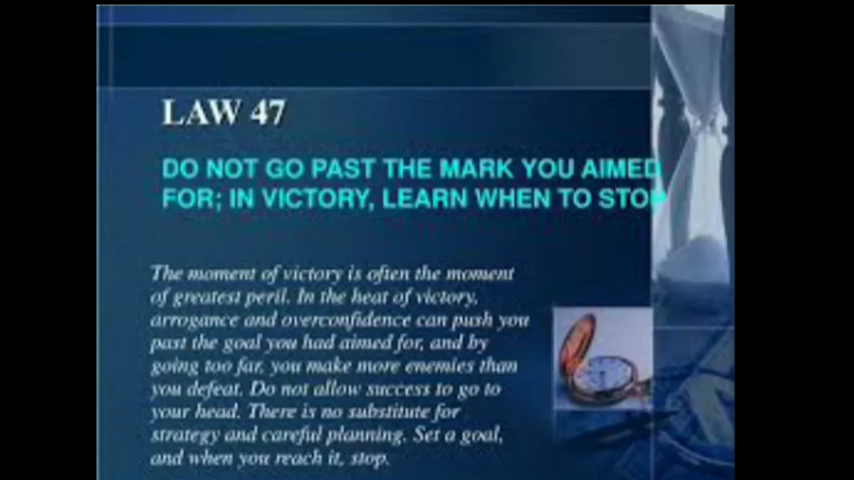 LAW 47
DO NOT GO PAST THE MARK YOU AIMED
FOR; IN VICTORY, LEARN WHEN TO STOP
The moment of victory is often the moment
of greatest peril. In the heat of victory,
arrogance and overconfidence can push you
past the goal you had aimed for, and by
going too far, you make more enemies than
you defeat. Do not allow success to go to
your head. There is no substitute for
strategy and careful planning. Set a goal,
and when you reach it, stop.